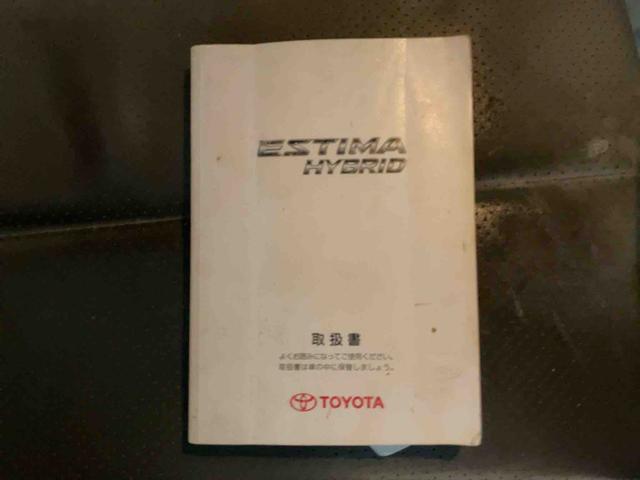 ESTIMA
HYBRID
取扱書
よくお読みになってご使用ください。
取扱書は車の中に保管しましょう。
TOYOTA